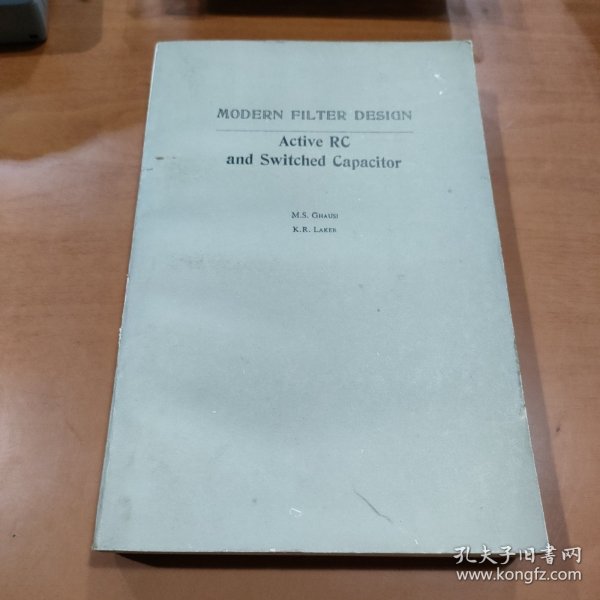 MODERN FILTER DESIGN
Active RC
and Switched Capacitor
M.S. GHAUSI
K.R. LAKER
孔夫子旧书网
www.kongfz.com